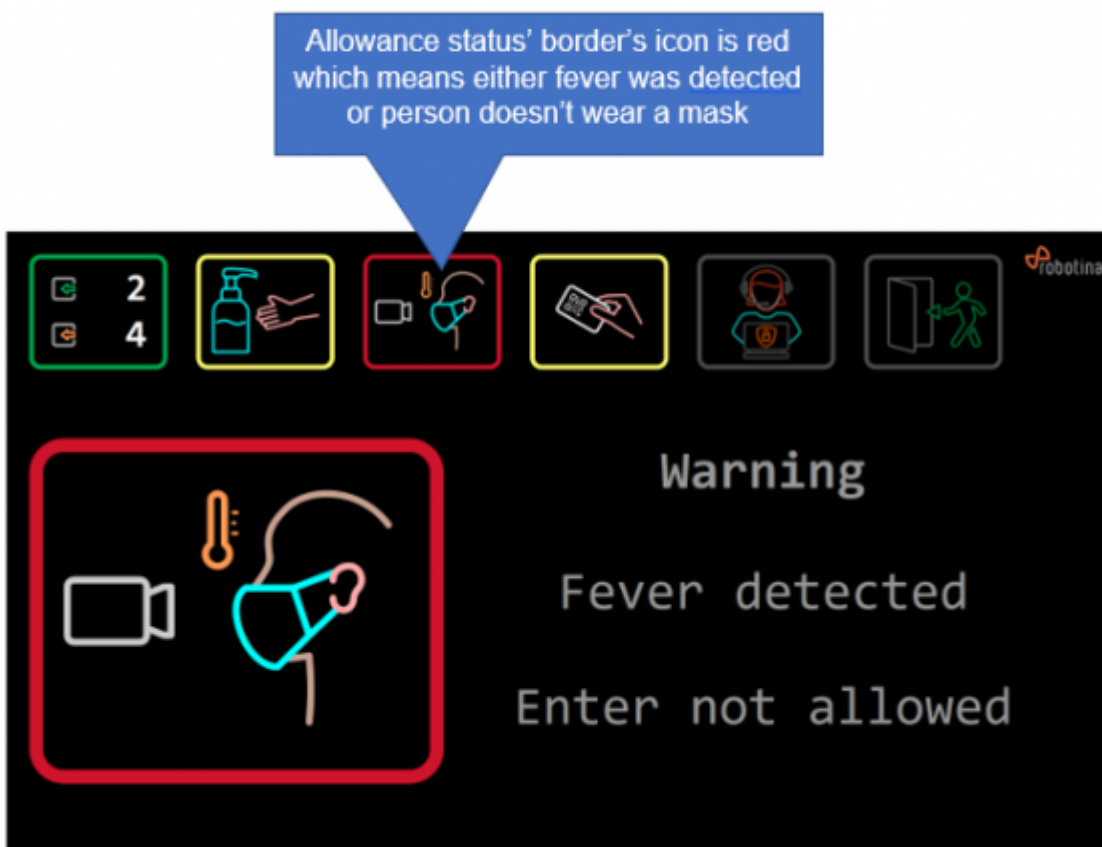 Allowance status' border's icon is red
which means either fever was detected
or person doesn't wear a mask
2
4
robotina
Warning
Fever detected
Enter not allowed